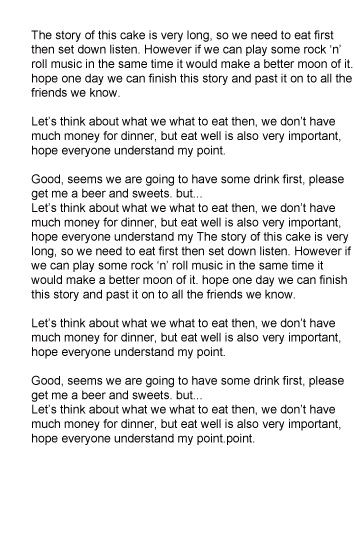 The story of this cake is very long, so we need to eat first
then set down listen. However if we can play some rock ‘n’
roll music in the same time it would make a better moon of it.
hope one day we can finish this story and past it on to all the
friends we know.

Let’s think about what we what to eat then, we don’t have
much money for dinner, but eat well is also very important,
hope everyone understand my point.

Good, seems we are going to have some drink first, please
get me a beer and sweets. but...
Let’s think about what we what to eat then, we don’t have
much money for dinner, but eat well is also very important,
hope everyone understand my The story of this cake is very
long, so we need to eat first then set down listen. However if
we can play some rock ‘n’ roll music in the same time it
would make a better moon of it. hope one day we can finish
this story and past it on to all the friends we know.

Let’s think about what we what to eat then, we don’t have
much money for dinner, but eat well is also very important,
hope everyone understand my point.

Good, seems we are going to have some drink first, please
get me a beer and sweets. but...
Let’s think about what we what to eat then, we don’t have
much money for dinner, but eat well is also very important,
hope everyone understand my point.point.